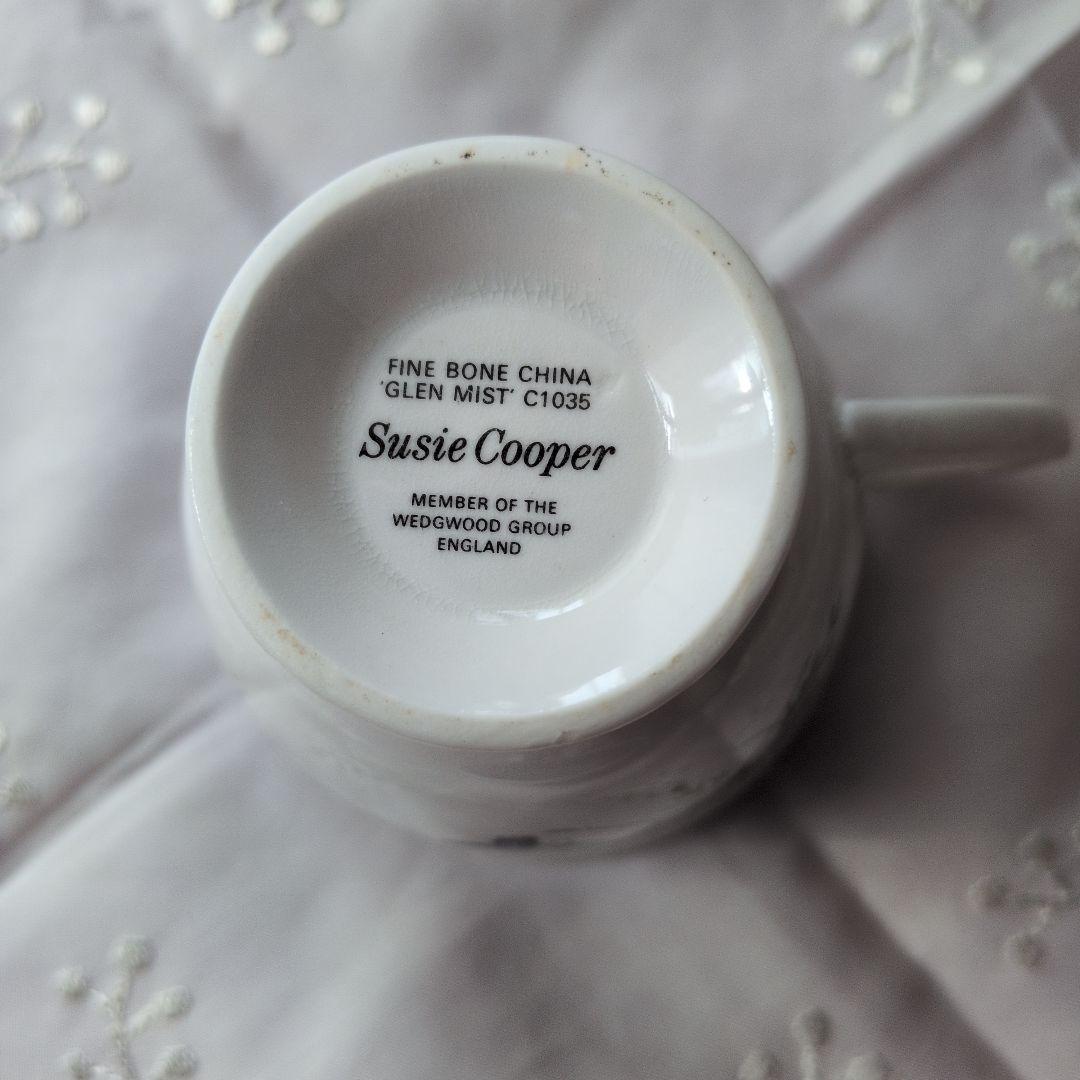 FINE BONE CHINA
'GLEN MIST' C1035
Susie Cooper
MEMBER OF THE
WEDGWOOD GROUP
ENGLAND